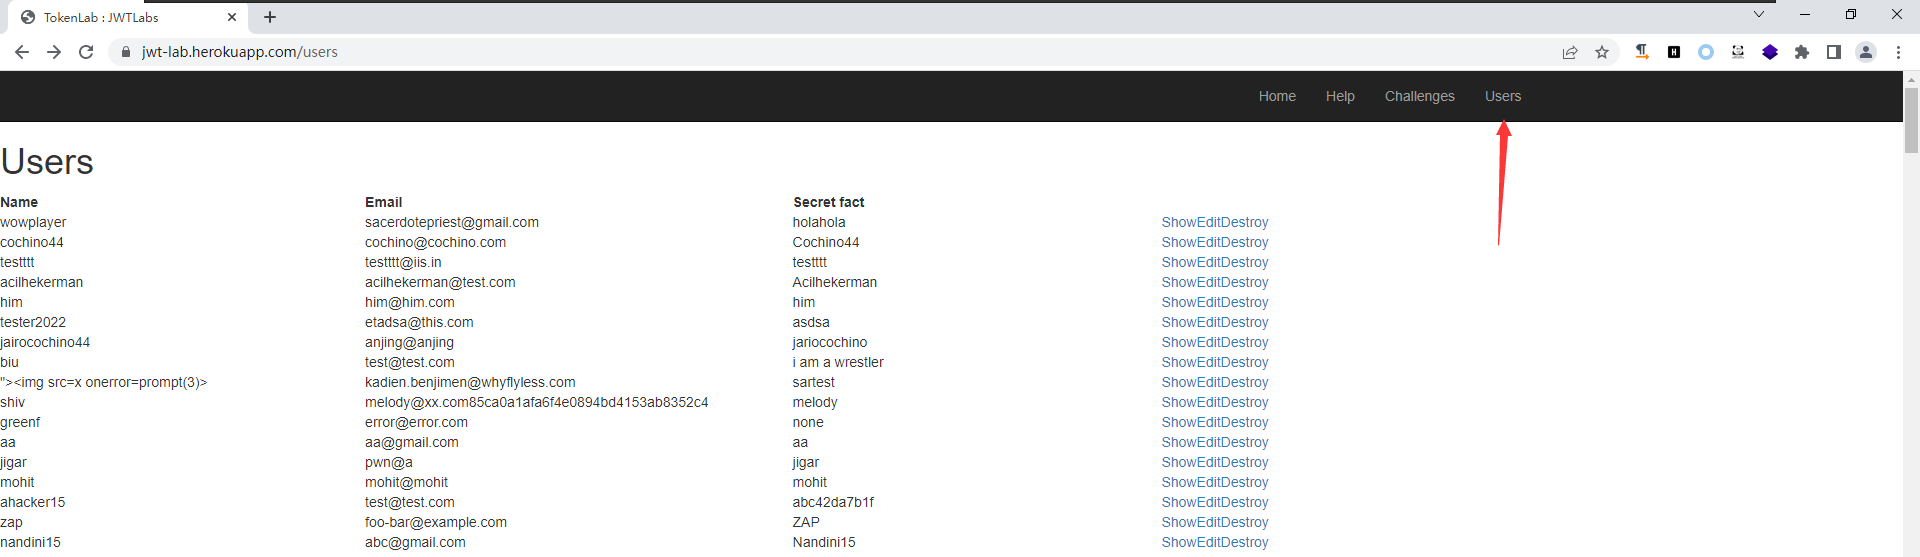 TokenLab : JWTLabs
jwt-lab.herokuapp.com/users
Home Help Challenges Users
Users
Name Email Secret fact
wowplayer sacerdotepriest@gmail.com holahola ShowEditDestroy
cochino44 cochino@cochino.com Cochino44 ShowEditDestroy
testttt testttt@iis.in testttt ShowEditDestroy
acilhekerman acilhekerman@test.com Acilhekerman ShowEditDestroy
him him@him.com him ShowEditDestroy
tester2022 etadsa@this.com asdsa ShowEditDestroy
jairocochino44 anjing@anjing jariocochino ShowEditDestroy
biu test@test.com i am a wrestler ShowEditDestroy
"><img src=x onerror=prompt(3)> kadien.benjimen@whyflyless.com sartest ShowEditDestroy
shiv melody@xx.com85ca0a1afa6f4e0894bd4153ab8352c4 melody ShowEditDestroy
greenf error@error.com none ShowEditDestroy
aa aa@gmail.com aa ShowEditDestroy
jigar pwn@a jigar ShowEditDestroy
mohit mohit@mohit mohit ShowEditDestroy
ahacker15 test@test.com abc42da7b1f ShowEditDestroy
zap foo-bar@example.com ZAP ShowEditDestroy
nandini15 abc@gmail.com Nandini15 ShowEditDestroy